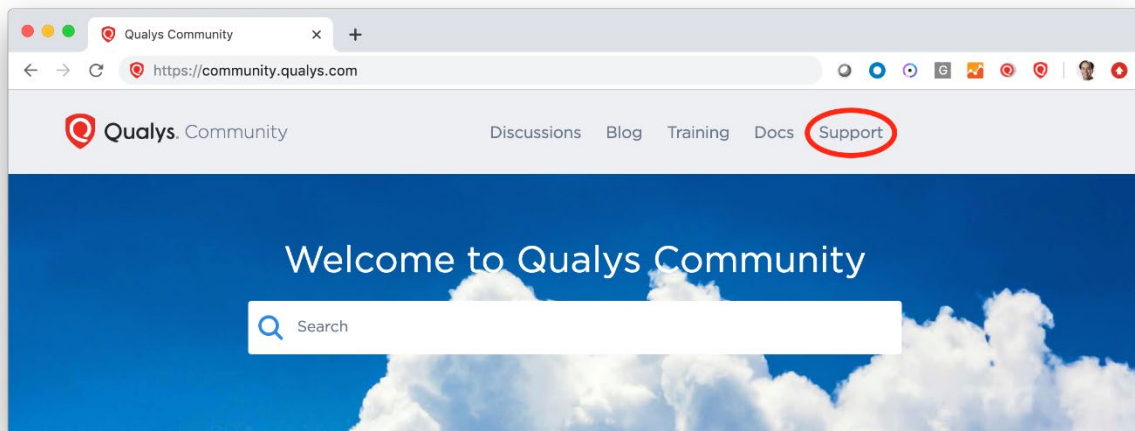 Qualys Community
https://community.qualys.com
G
Qualys. Community
Discussions Blog Training Docs Support
Welcome to Qualys Community
Search